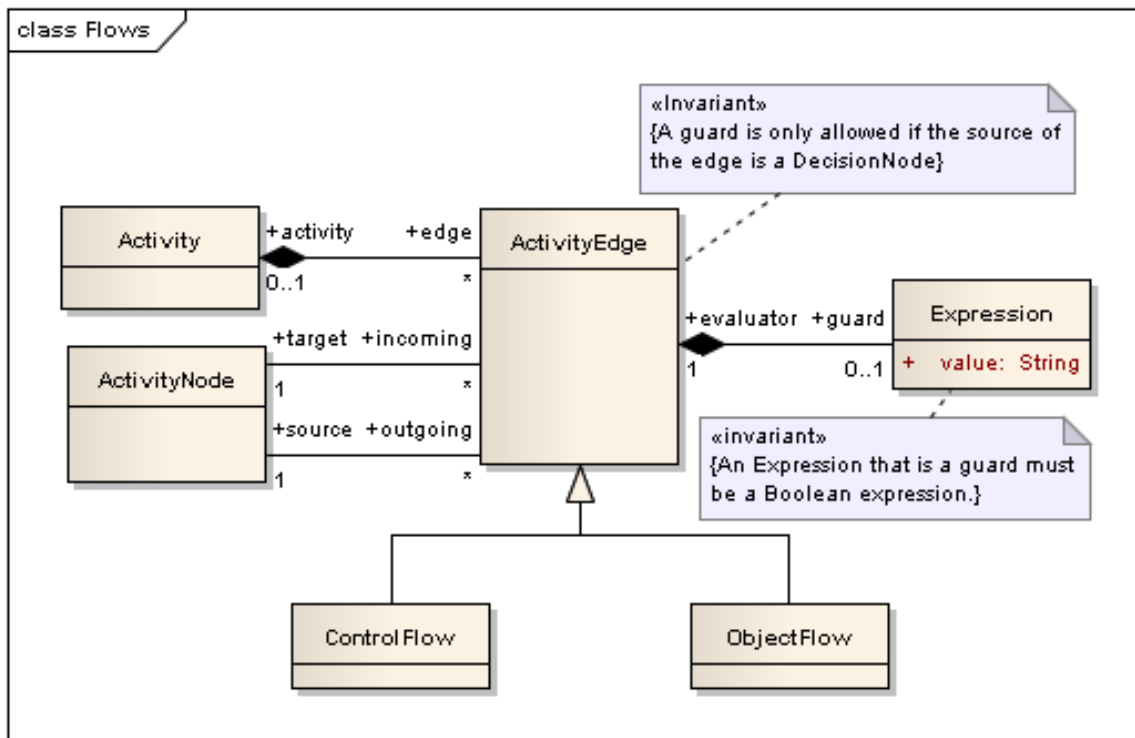 class Flows
«Invariant»
{A guard is only allowed if the source of
the edge is a DecisionNode}
Activity
+activity
+edge
0..1
*
ActivityEdge
+evaluator
+guard
1
0..1
Expression
+ value: String
ActivityNode
+target
+incoming
1
*
+source
+outgoing
1
*
«invariant»
{An Expression that is a guard must
be a Boolean expression.}
ControlFlow
ObjectFlow